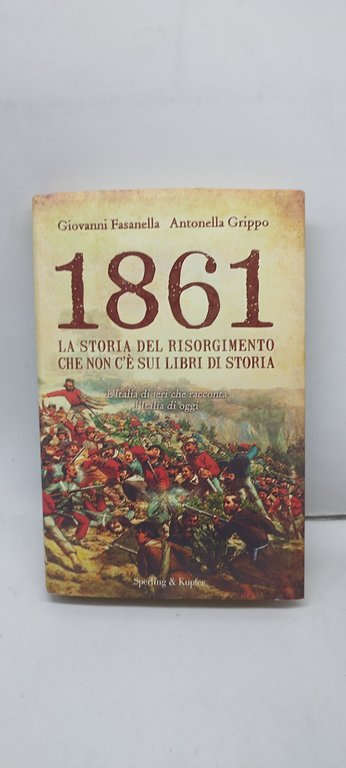 Giovanni Fasanella Antonella Grippo
1861
LA STORIA DEL RISORGIMENTO
CHE NON C'È SUI LIBRI DI STORIA
L'Italia di ieri che racconta
l'Italia di oggi
Sperling & Kupfer